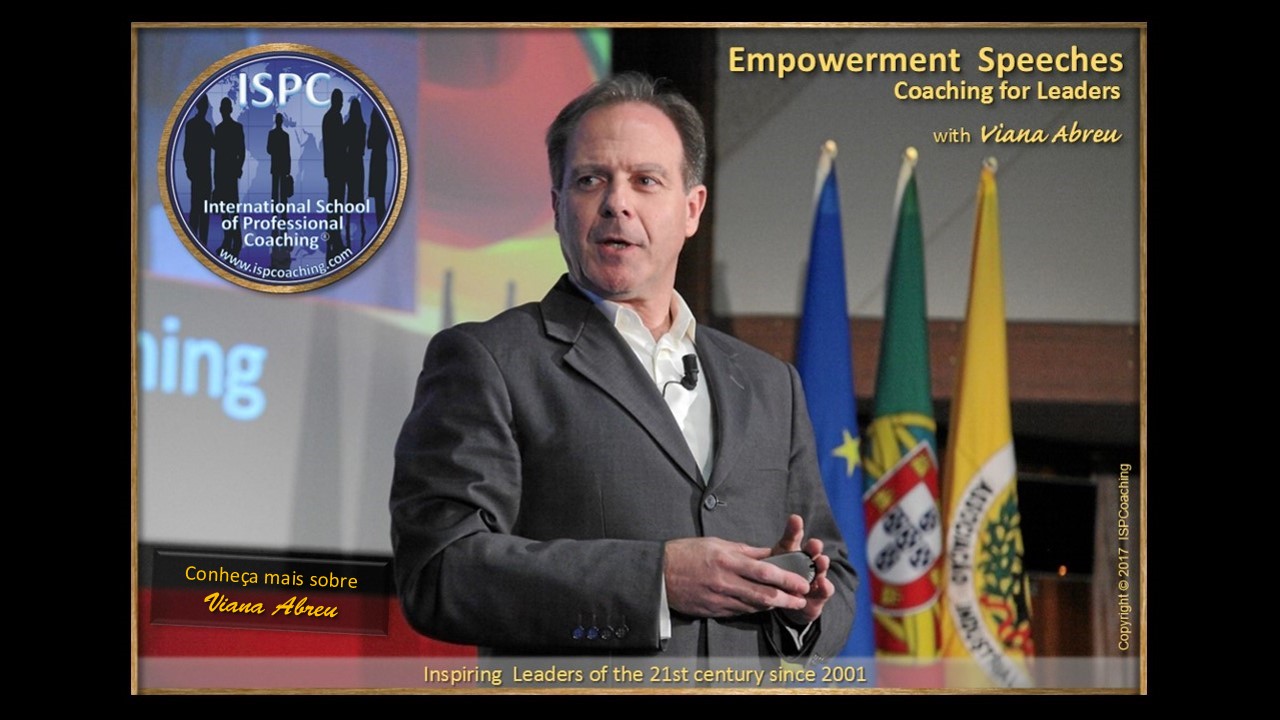 ISPC
International School
of Professional
Coaching®
www.ispcoaching.com
Empowerment Speeches
Coaching for Leaders
with Viana Abreu
ning
Conheça mais sobre
Viana Abreu
Inspiring Leaders of the 21st century since 2001
Copyright © 2017 ISPCoaching